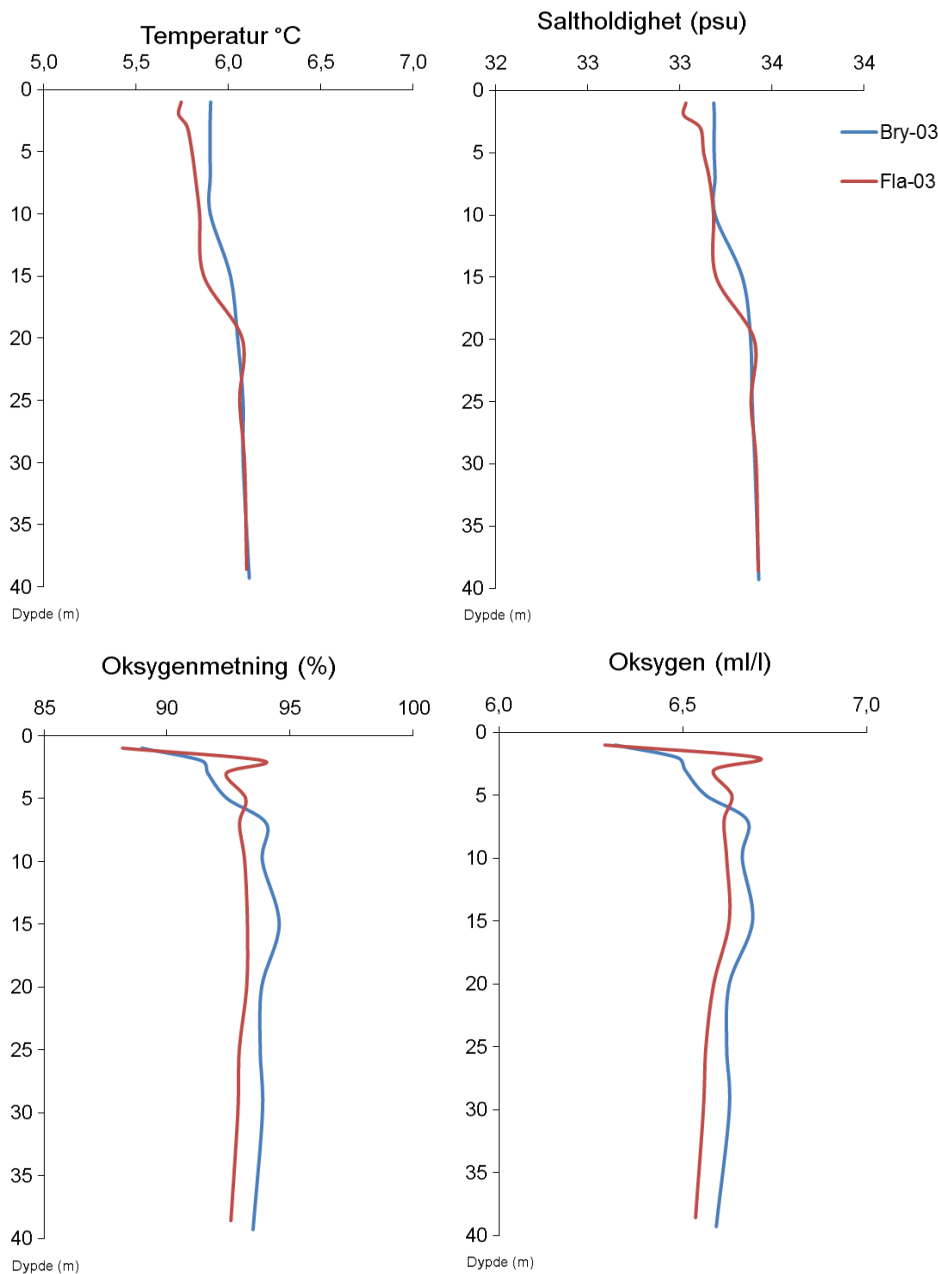 Temperatur °C
5,0 5,5 6,0 6,5 7,0
0
5
10
15
20
25
30
35
40
Dypde (m)
Saltholdighet (psu)
32 33 33 34 34
0
5
10
15
20
25
30
35
40
Dypde (m)
Bry-03
Fla-03
Oksygenmetning (%)
85 90 95 100
0
5
10
15
20
25
30
35
40
Dypde (m)
Oksygen (ml/l)
6,0 6,5 7,0
0
5
10
15
20
25
30
35
40
Dypde (m)